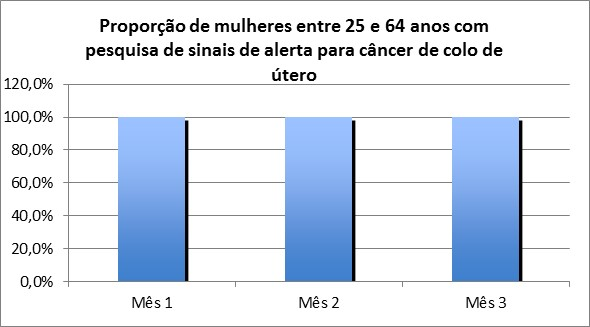 Proporção de mulheres entre 25 e 64 anos com
pesquisa de sinais de alerta para câncer de colo de
útero
120,0%
100,0%
80,0%
60,0%
40,0%
20,0%
0,0%
Mês 1
Mês 2
Mês 3